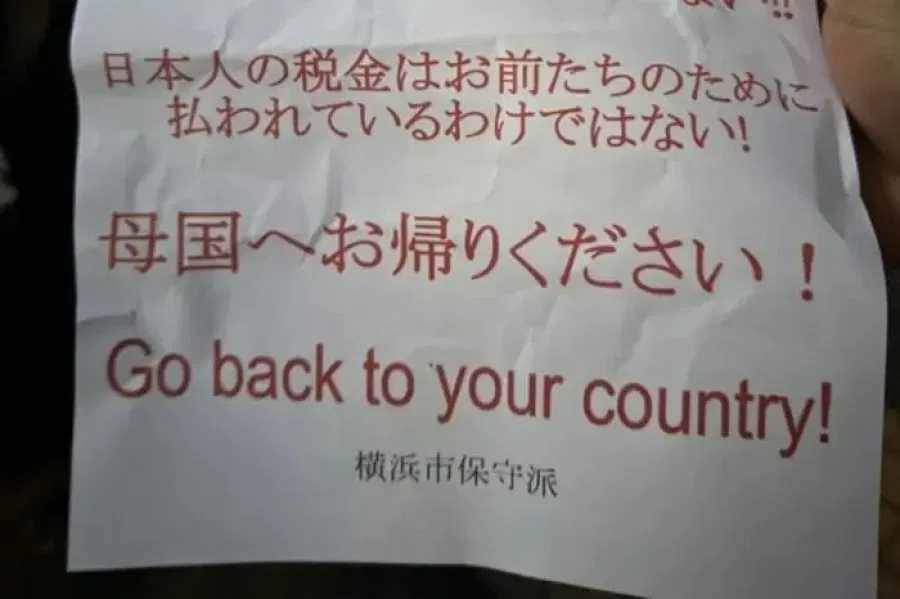 ない!!!
日本人の税金はお前たちのために
払われているわけではない!
母国へお帰りください！
Go back to your country!
横浜市保守派